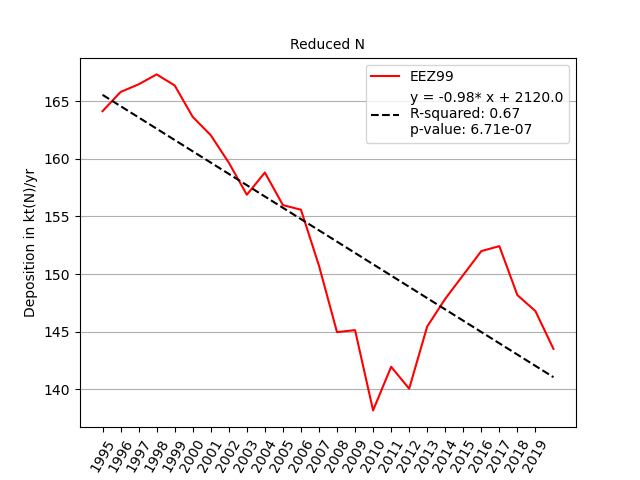 Reduced N
EEZ99
y = -0.98* x + 2120.0
R-squared: 0.67
p-value: 6.71e-07
Deposition in kt(N)/yr
165
160
155
150
145
140
1995 1996 1997 1998 1999 2000 2001 2002 2003 2004 2005 2006 2007 2008 2009 2010 2011 2012 2013 2014 2015 2016 2017 2018 2019